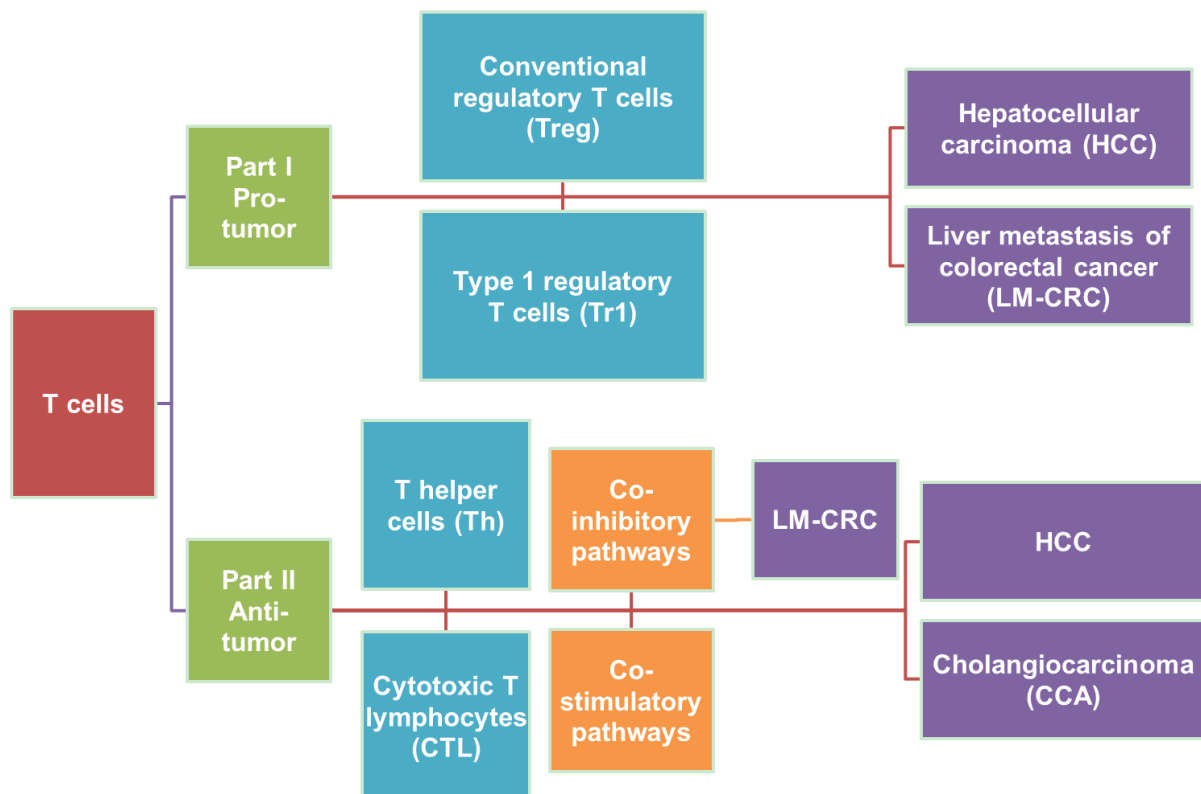 Conventional
regulatory T cells
(Treg)
Hepatocellular
carcinoma (HCC)
Part I
Pro-
tumor
Type 1 regulatory
T cells (Tr1)
Liver metastasis of
colorectal cancer
(LM-CRC)
T cells
T helper
cells (Th)
Co-
inhibitory
pathways
LM-CRC
HCC
Part II
Anti-
tumor
Cytotoxic T
lymphocytes
(CTL)
Co-
stimulatory
pathways
Cholangiocarcinoma
(CCA)